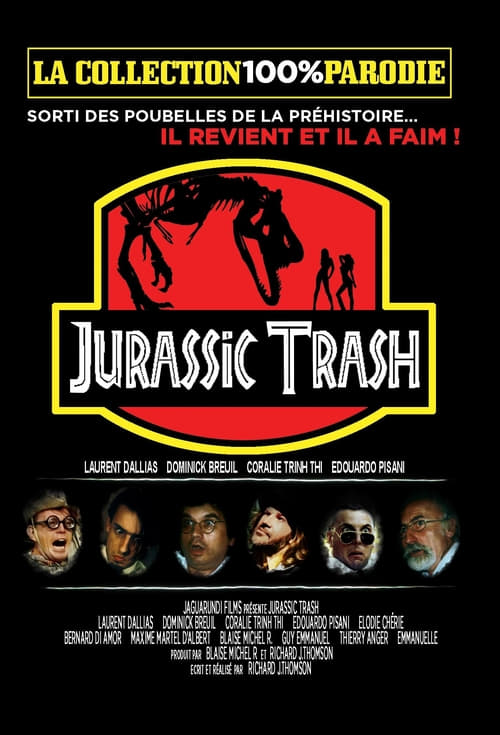 LA COLLECTION100%PARODIE
SORTI DES POUBELLES DE LA PRÉHISTOIRE...
IL REVIENT ET IL A FAIM !
JURASSiC TRASH
LAURENT DALLIAS DOMINICK BREUIL CORALIE TRINH THI EDOUARDO PISANI
JAGUARUNDI FILMS PRÉSENTE JURASSIC TRASH
LAURENT DALLIAS DOMINICK BREUIL CORALIE TRINH THI EDOUARDO PISANI ELODIE CHÉRIE
BERNARD DI AMOR MAXIME MARTEL D'ALBERT BLAISE MICHEL R. GUY EMMANUEL THIERRY ANGER EMMANUELLE
PRODUIT PAR BLAISE MICHEL R ET RICHARD J.THOMSON
ECRIT ET RÉALISÉ PAR RICHARD J.THOMSON